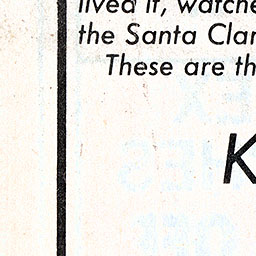 lived it, watche
the Santa Clar
These are th
K